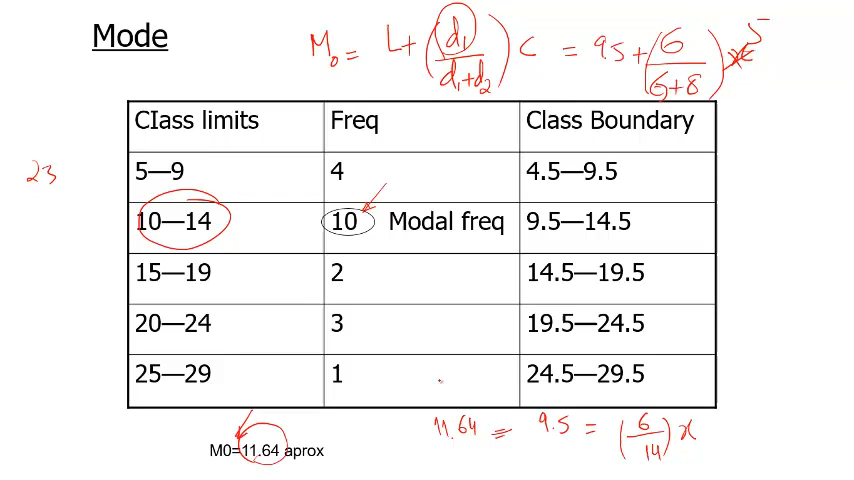 Mode
M₀ = L + (d₁ / d₁+d₂) C = 9.5 + (6 / 6+8) × 5
CIass limits Freq Class Boundary
5—9 4 4.5—9.5
23
10—14 10 Modal freq 9.5—14.5
15—19 2 14.5—19.5
20—24 3 19.5—24.5
25—29 1 24.5—29.5
11.64 = 9.5 = (6 / 14) x
M0=11.64 aprox